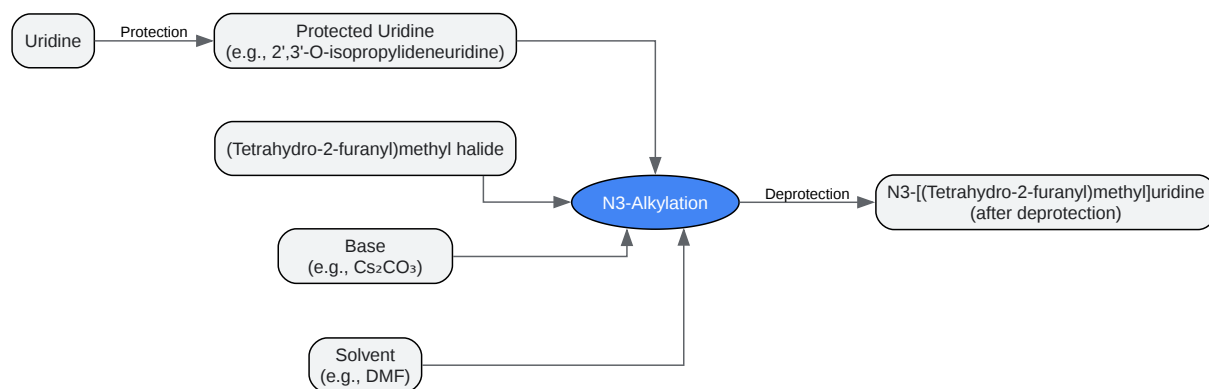 Uridine
Protection
Protected Uridine
(e.g., 2',3'-O-isopropylideneuridine)
(Tetrahydro-2-furanyl)methyl halide
N3-Alkylation
Deprotection
N3-[(Tetrahydro-2-furanyl)methyl]uridine
(after deprotection)
Base
(e.g., Cs₂CO₃)
Solvent
(e.g., DMF)